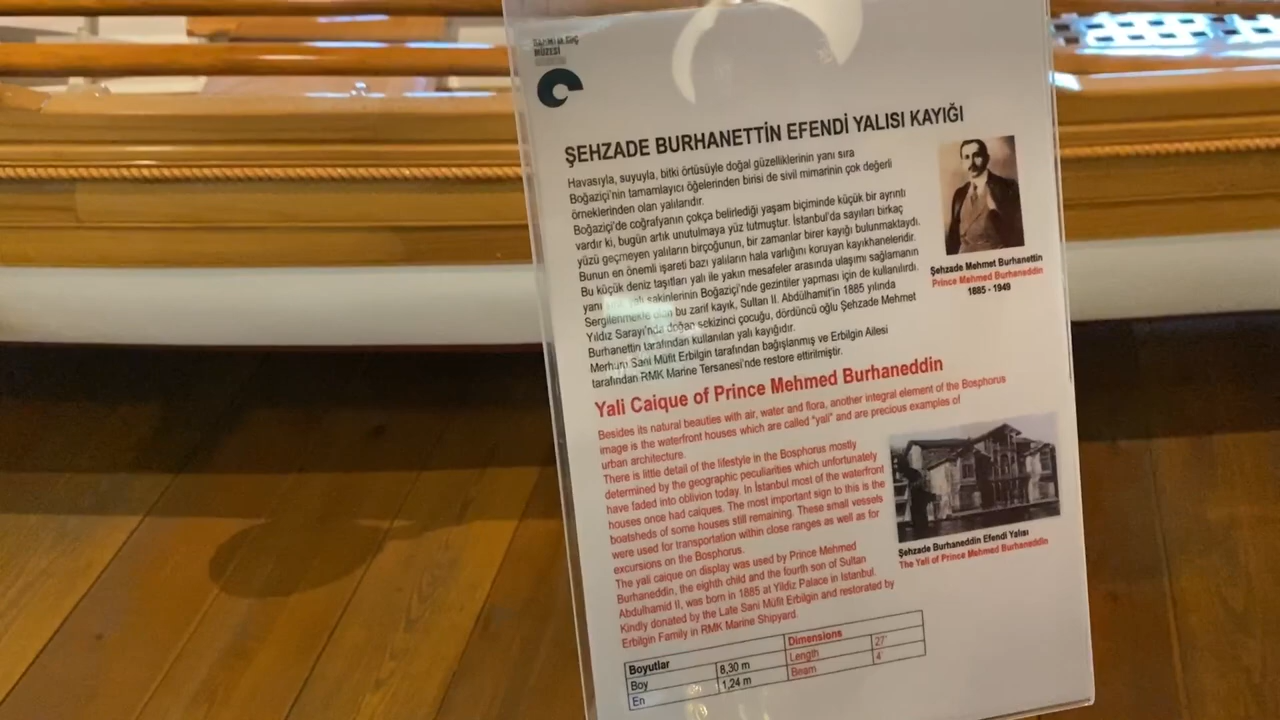 MÜZESİ
ŞEHZADE BURHANETTİN EFENDİ YALISI KAYIĞI
Havasıyla, suyuyla, bitki örtüsüyle doğal güzelliklerinin yanı sıra
Boğaziçi'nin tamamlayıcı öğelerinden birisi de sivil mimarinin çok değerli
örneklerinden olan yalılarıdır.
Boğaziçi'de coğrafyanın çokça belirlediği yaşam biçiminde küçük bir ayrıntı
vardır ki, bugün artık unutulmaya yüz tutmuştur. İstanbul'da sayıları birkaç
yüzü geçmeyen yalıların birçoğunun, bir zamanlar birer kayığı bulunmaktaydı.
Bunun en önemli işareti bazı yalıların hala varlığını koruyan kayıkhaneleridir.
Bu küçük deniz taşıtları yalı ile yakın mesafeler arasında ulaşımı sağlamanın
yanı sıra yalı sakinlerinin Boğaziçi'nde gezintiler yapması için de kullanılırdı.
Sergilenmekte olan bu zarif kayık, Sultan II. Abdülhamit'in 1885 yılında
Yıldız Sarayı'nda doğan sekizinci çocuğu, dördüncü oğlu Şehzade Mehmet
Burhanettin tarafından kullanılan yalı kayığıdır.
Merhum Sani Müfit Erbilgin tarafından bağışlanmış ve Erbilgin Ailesi
tarafından RMK Marine Tersanesi'nde restore ettirilmiştir.
Şehzade Mehmet Burhanettin
Prince Mehmed Burhaneddin
1885 - 1949
Yali Caique of Prince Mehmed Burhaneddin
Besides its natural beauties with air, water and flora, another integral element of the Bosphorus
image is the waterfront houses which are called "yali" and are precious examples of
urban architecture.
There is little detail of the lifestyle in the Bosphorus mostly
determined by the geographic peculiarities which unfortunately
have faded into oblivion today. In İstanbul most of the waterfront
houses once had caiques. The most important sign to this is the
boatsheds of some houses still remaining. These small vessels
were used for transportation within close ranges as well as for
excursions on the Bosphorus.
The yali caique on display was used by Prince Mehmed
Burhaneddin, the eighth child and the fourth son of Sultan
Abdulhamid II, was born in 1885 at Yildiz Palace in Istanbul.
Kindly donated by the Late Sani Müfit Erbilgin and restorated by
Erbilgin Family in RMK Marine Shipyard.
Şehzade Burhaneddin Efendi Yalısı
The Yali of Prince Mehmed Burhaneddin
Boyutlar Dimensions
Boy 8,30 m Length 27'
En 1,24 m Beam 4'